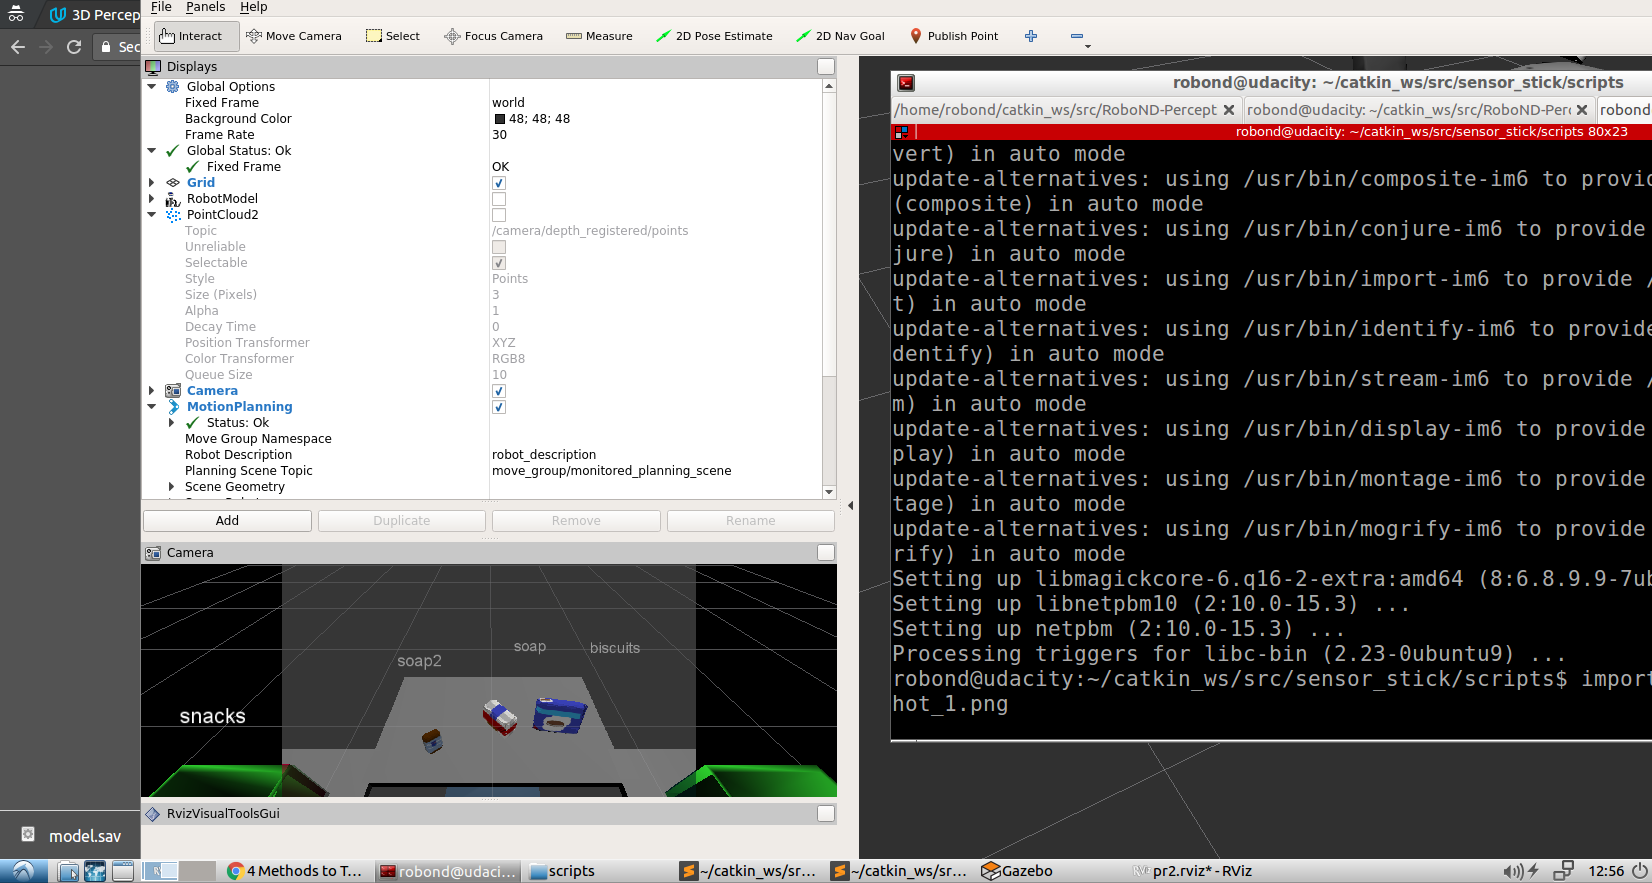 3D Percep
Sec
File Panels Help
Interact Move Camera Select Focus Camera Measure 2D Pose Estimate 2D Nav Goal Publish Point
Displays
Global Options
Fixed Frame world
Background Color 48; 48; 48
Frame Rate 30
Global Status: Ok
Fixed Frame OK
Grid
RobotModel
PointCloud2
Topic /camera/depth_registered/points
Unreliable
Selectable
Style Points
Size (Pixels) 3
Alpha 1
Decay Time 0
Position Transformer XYZ
Color Transformer RGB8
Queue Size 10
Camera
MotionPlanning
Status: Ok
Move Group Namespace
Robot Description robot_description
Planning Scene Topic move_group/monitored_planning_scene
Scene Geometry
Add Duplicate Remove Rename
Camera
soap2 soap biscuits
snacks
RvizVisualToolsGui
robond@udacity: ~/catkin_ws/src/sensor_stick/scripts
/home/robond/catkin_ws/src/RoboND-Percept robond@udacity: ~/catkin_ws/src/RoboND-Per robond
robond@udacity: ~/catkin_ws/src/sensor_stick/scripts 80x23
vert) in auto mode
update-alternatives: using /usr/bin/composite-im6 to provid
(composite) in auto mode
update-alternatives: using /usr/bin/conjure-im6 to provide
jure) in auto mode
update-alternatives: using /usr/bin/import-im6 to provide /
t) in auto mode
update-alternatives: using /usr/bin/identify-im6 to provide
dentify) in auto mode
update-alternatives: using /usr/bin/stream-im6 to provide /
m) in auto mode
update-alternatives: using /usr/bin/display-im6 to provide
play) in auto mode
update-alternatives: using /usr/bin/montage-im6 to provide
tage) in auto mode
update-alternatives: using /usr/bin/mogrify-im6 to provide
rify) in auto mode
Setting up libmagickcore-6.q16-2-extra:amd64 (8:6.8.9.9-7ub
Setting up libnetpbm10 (2:10.0-15.3) ...
Setting up netpbm (2:10.0-15.3) ...
Processing triggers for libc-bin (2.23-0ubuntu9) ...
robond@udacity:~/catkin_ws/src/sensor_stick/scripts$ import
hot_1.png
model.sav
4 Methods to T... robond@udaci... scripts ~/catkin_ws/sr... ~/catkin_ws/sr... Gazebo pr2.rviz* - RViz 12:56